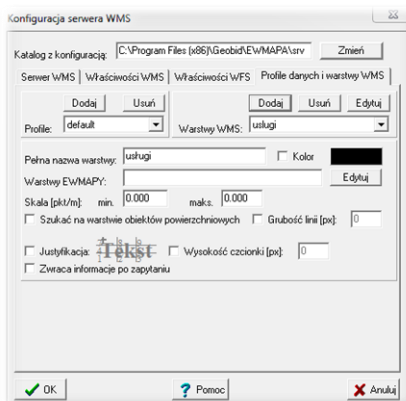 Konfiguracja serwera WMS
Katalog z konfiguracją: C:\Program Files (x86)\Geobid\EWMAPA\srv Zmień
Serwer WMS Właściwości WMS Właściwości WFS Profile danych i warstwy WMS
Dodaj Usuń Dodaj Usuń Edytuj
Profile: default Warstwy WMS: uslugi
Pełna nazwa warstwy: usługi Kolor
Warstwy EWMAPY: Edytuj
Skala [pkt/m]: min. 0.000 maks. 0.000
Szukać na warstwie obiektów powierzchniowych Grubość linii [px]: 0
Justyfikacja: Tekst Wysokość czcionki [px]: 0
Zwraca informacje po zapytaniu
OK Pomoc Anuluj